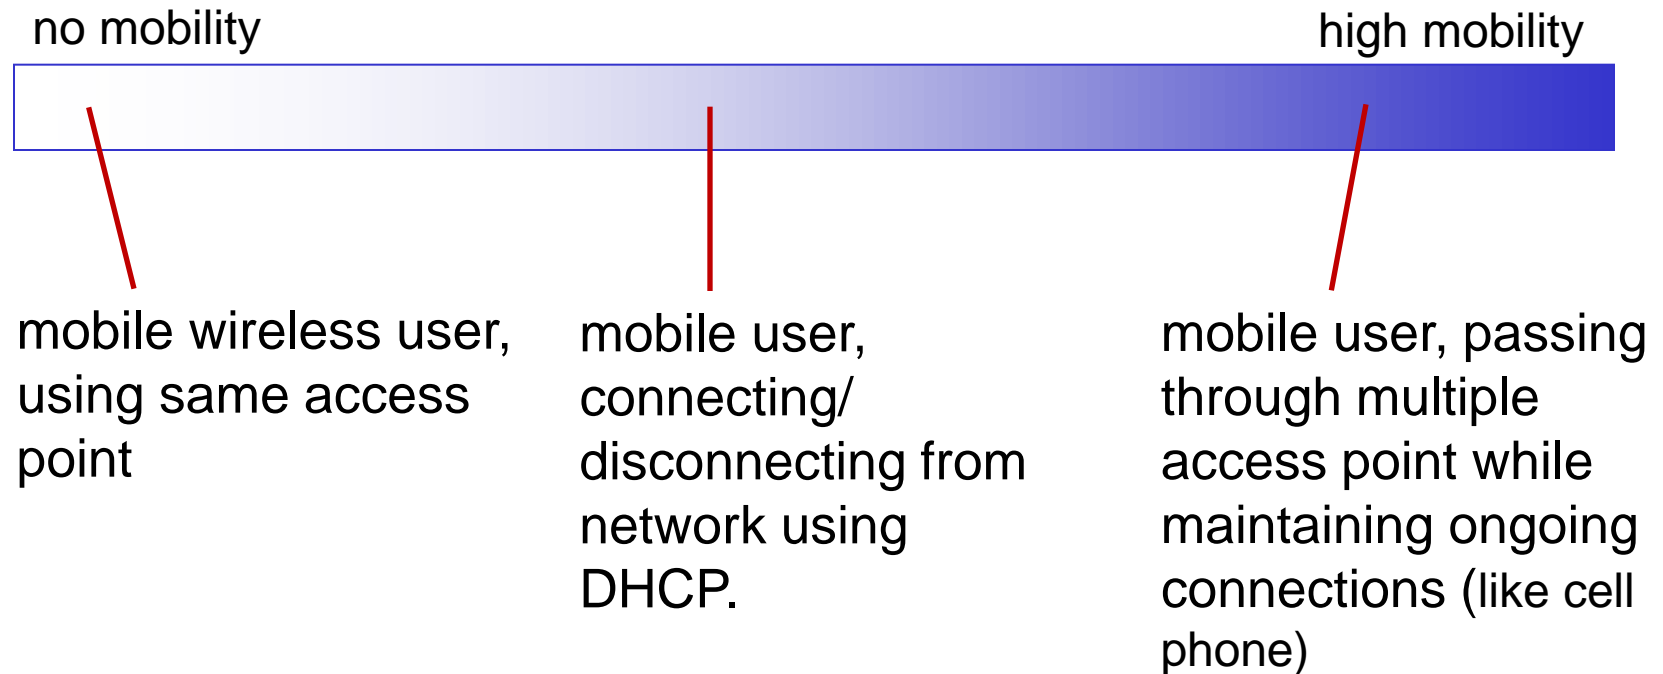 no mobility
high mobility
mobile wireless user,
using same access
point
mobile user,
connecting/
disconnecting from
network using
DHCP.
mobile user, passing
through multiple
access point while
maintaining ongoing
connections (like cell
phone)